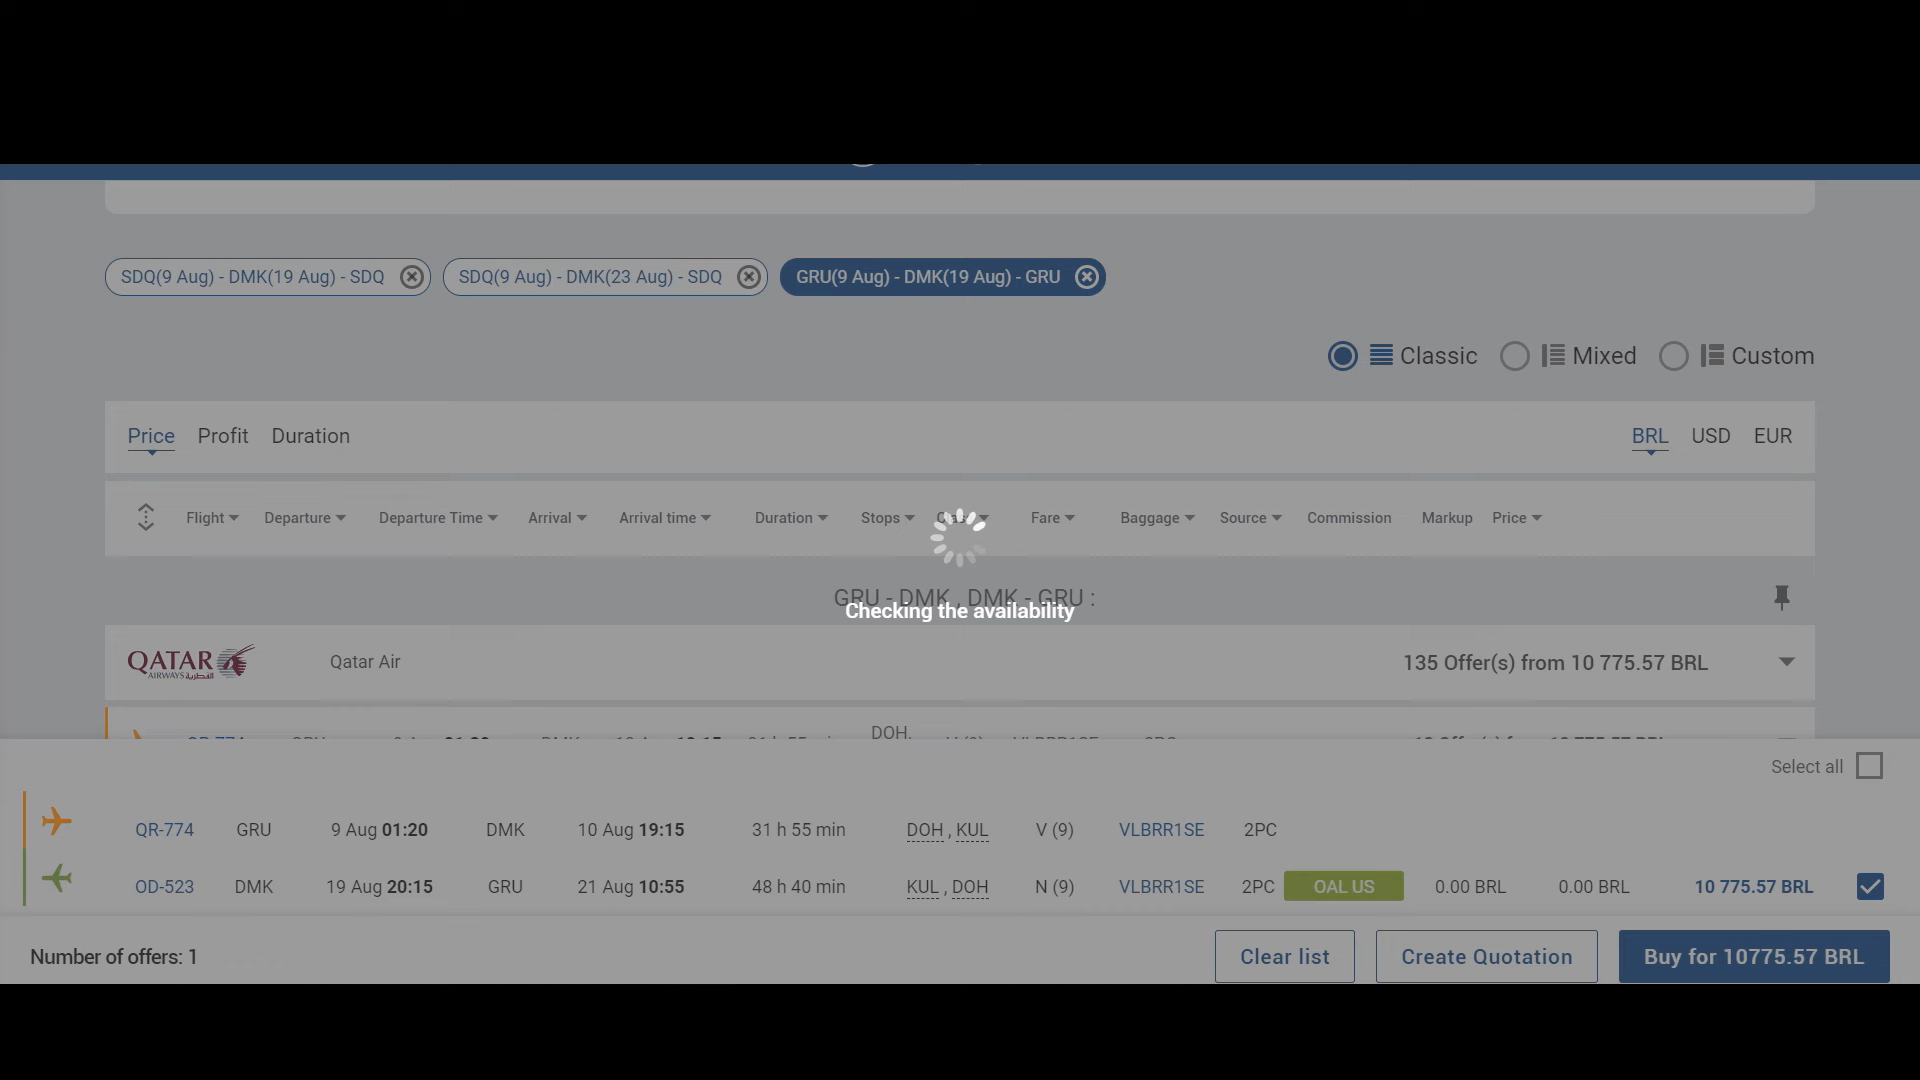 SDQ(9 Aug) - DMK(19 Aug) - SDQ SDQ(9 Aug) - DMK(23 Aug) - SDQ GRU(9 Aug) - DMK(19 Aug) - GRU
Classic Mixed Custom
Price Profit Duration BRL USD EUR
Flight Departure Departure Time Arrival Arrival time Duration Stops Fare Baggage Source Commission Markup Price
GRU - DMK , DMK - GRU :
Checking the availability
QATAR
AIRWAYS القطرية
Qatar Air 135 Offer(s) from 10 775.57 BRL
DOH,
Select all
QR-774 GRU 9 Aug 01:20 DMK 10 Aug 19:15 31 h 55 min DOH , KUL V (9) VLBRR1SE 2PC
OD-523 DMK 19 Aug 20:15 GRU 21 Aug 10:55 48 h 40 min KUL , DOH N (9) VLBRR1SE 2PC OAL US 0.00 BRL 0.00 BRL 10 775.57 BRL
Number of offers: 1 Clear list Create Quotation Buy for 10775.57 BRL